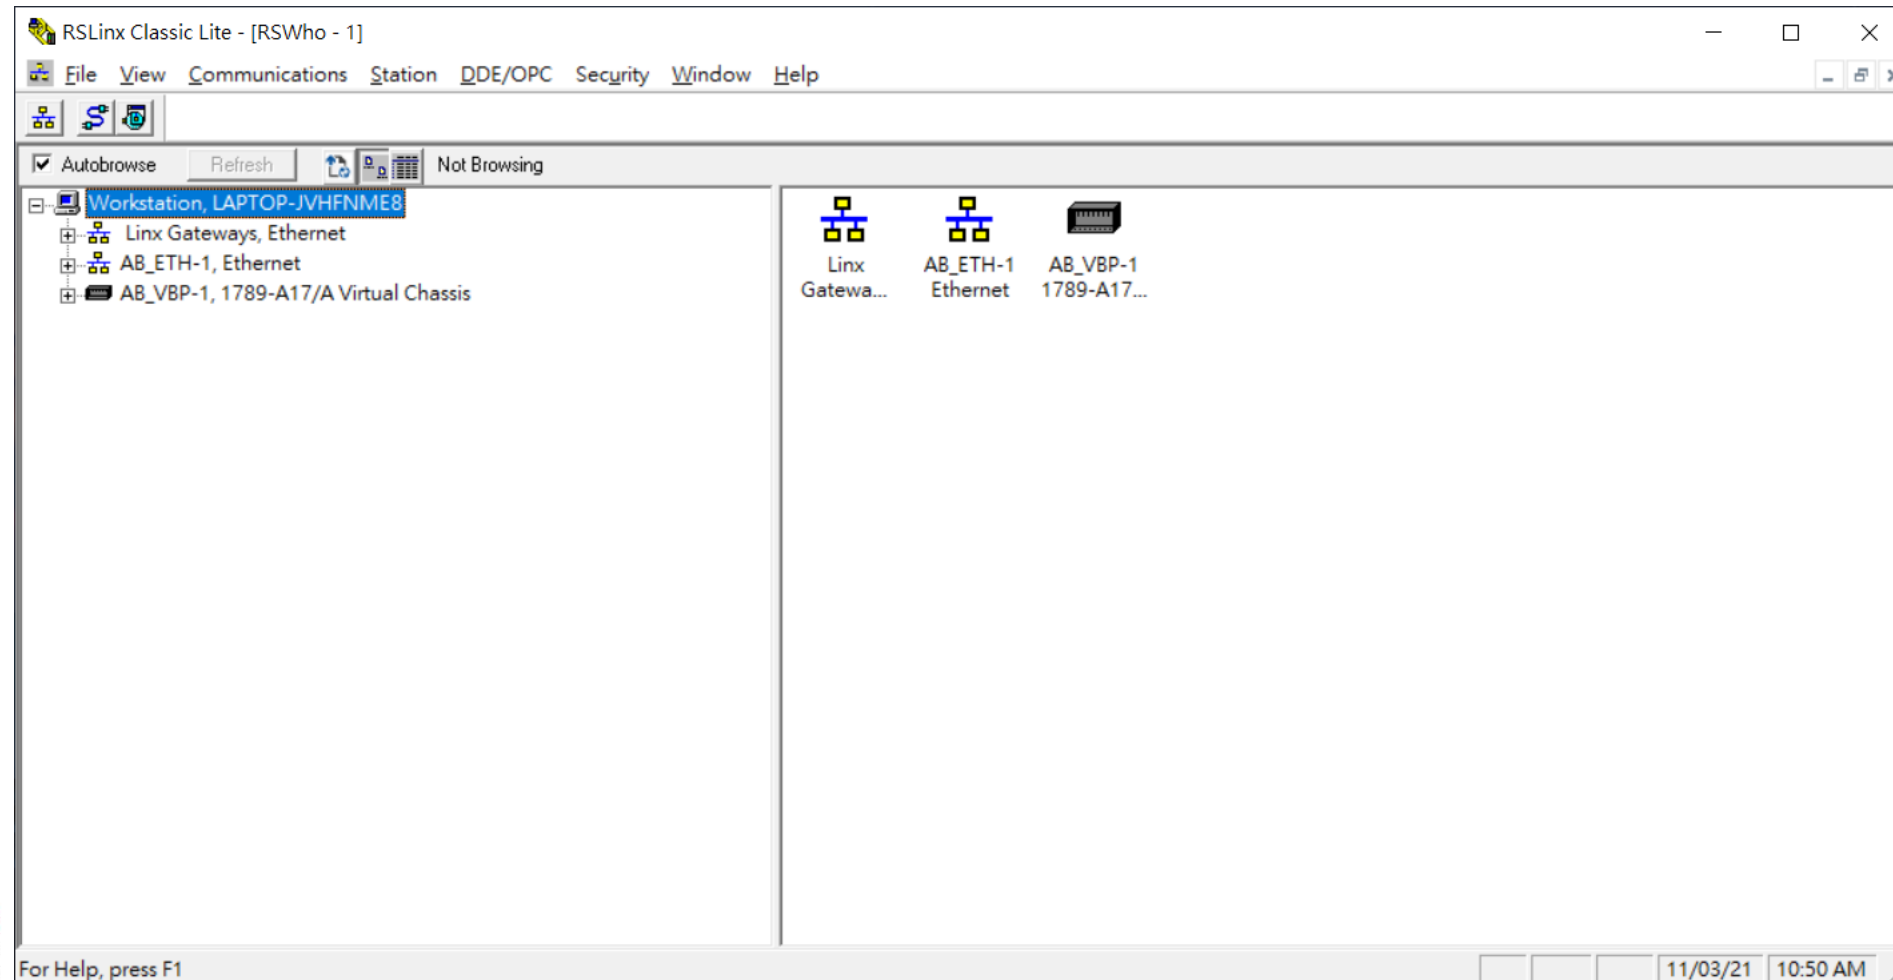 RSLinx Classic Lite - [RSWho - 1]
File View Communications Station DDE/OPC Security Window Help
Autobrowse Refresh Not Browsing
Workstation, LAPTOP-JVHFNME8
Linx Gateways, Ethernet
AB_ETH-1, Ethernet
AB_VBP-1, 1789-A17/A Virtual Chassis
Linx
Gatewa...
AB_ETH-1
Ethernet
AB_VBP-1
1789-A17...
For Help, press F1
11/03/21 10:50 AM